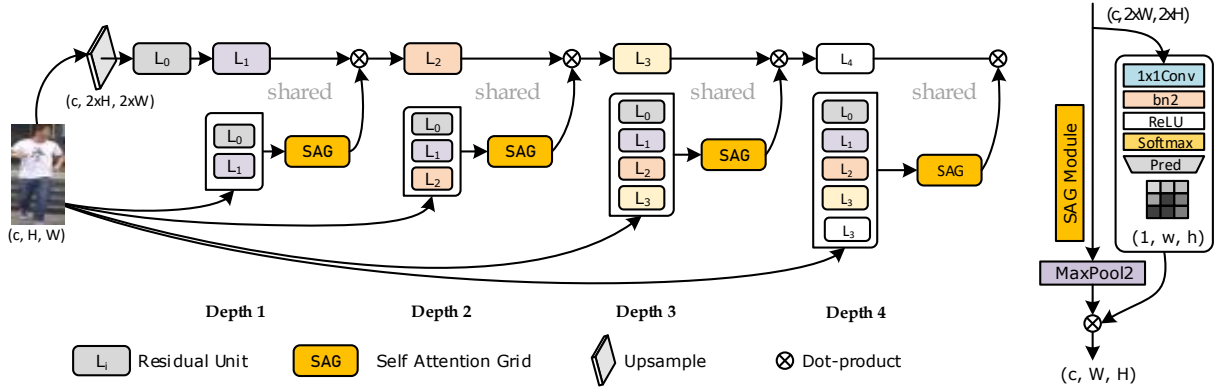 (c, 2xH, 2xW)
L0
L1
L2
L3
L4
shared
shared
shared
shared
L0
L1
SAG
L0
L1
L2
SAG
L0
L1
L2
L3
SAG
L0
L1
L2
L3
L3
SAG
(c, H, W)
Depth 1
Depth 2
Depth 3
Depth 4
Li
Residual Unit
SAG
Self Attention Grid
Upsample
Dot-product
(c,2xW,2xH)
1x1Conv
bn2
ReLU
Softmax
Pred
(1, w, h)
SAG Module
MaxPool2
(c, W, H)